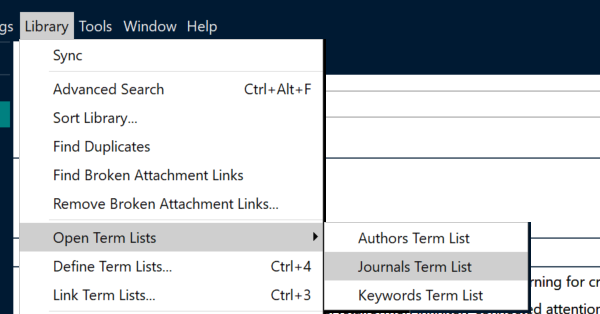 gs Library Tools Window Help
Sync
Advanced Search Ctrl+Alt+F
Sort Library...
Find Duplicates
Find Broken Attachment Links
Remove Broken Attachment Links...
Open Term Lists
Authors Term List
Define Term Lists... Ctrl+4
Journals Term List
rning for cr
Link Term Lists... Ctrl+3
Keywords Term List
ed attentio